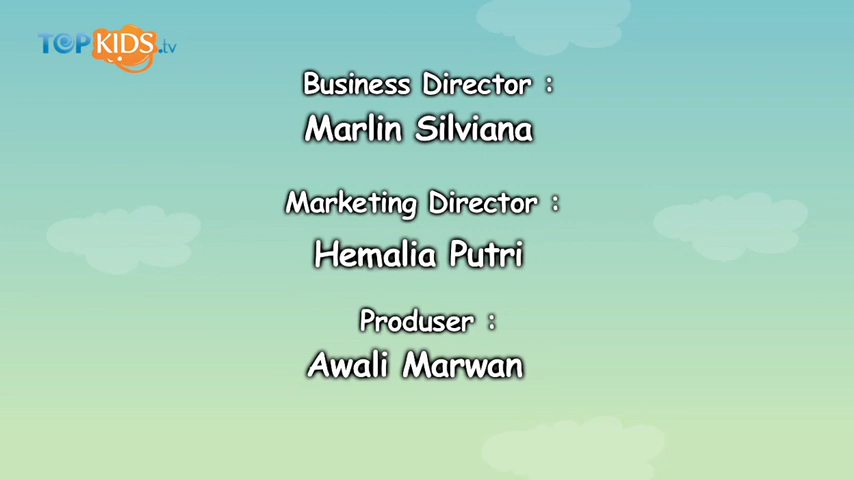 TOPKIDS.tv
Business Director :
Marlin Silviana
Marketing Director :
Hemalia Putri
Produser :
Awali Marwan